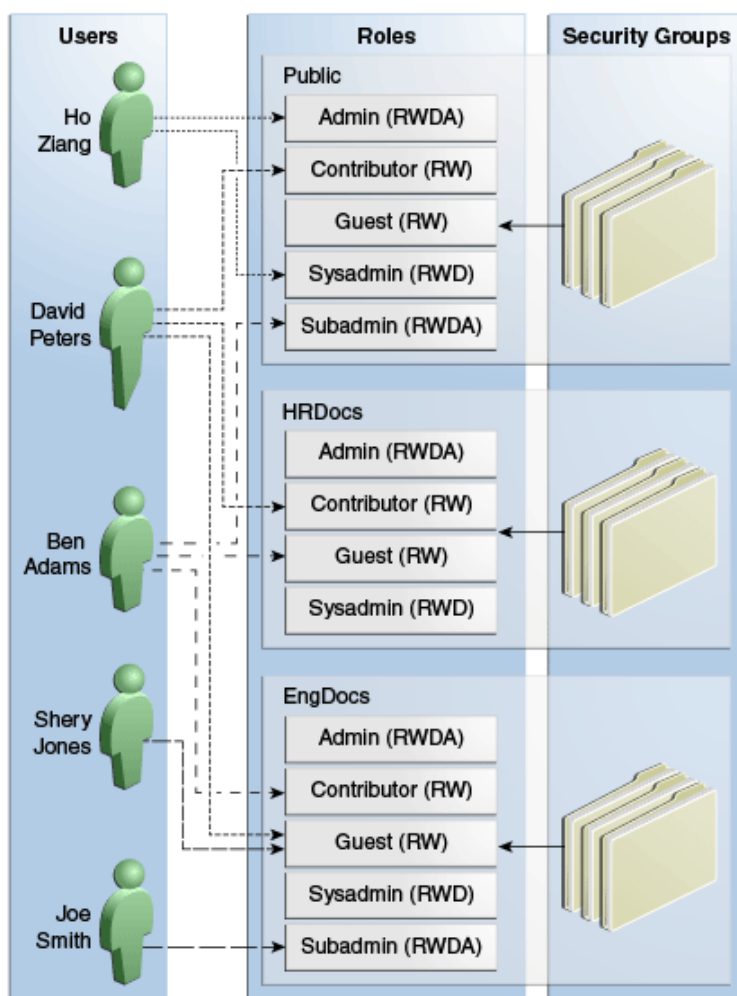 Users
Roles
Security Groups
Ho
Ziang
David
Peters
Ben
Adams
Shery
Jones
Joe
Smith
Public
Admin (RWDA)
Contributor (RW)
Guest (RW)
Sysadmin (RWD)
Subadmin (RWDA)
HRDocs
Admin (RWDA)
Contributor (RW)
Guest (RW)
Sysadmin (RWD)
EngDocs
Admin (RWDA)
Contributor (RW)
Guest (RW)
Sysadmin (RWD)
Subadmin (RWDA)